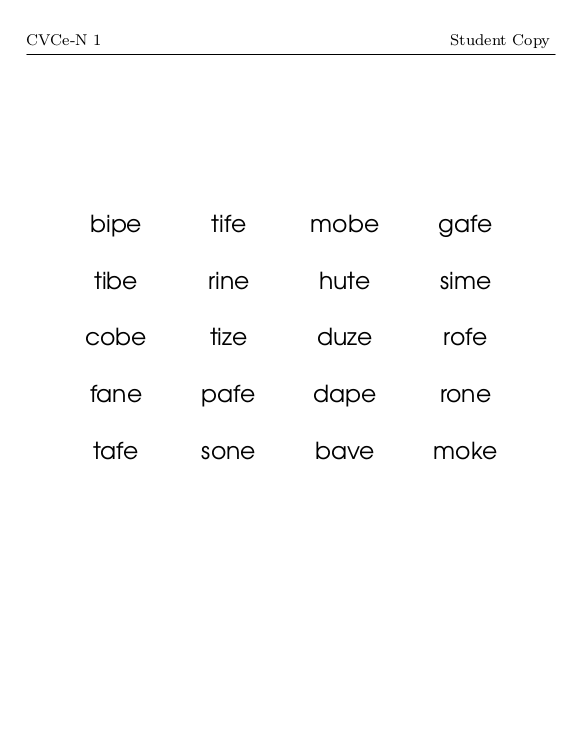 CVCe-N 1 Student Copy
bipe tife mobe gafe
tibe rine hute sime
cobe tize duze rofe
fane pafe dape rone
tafe sone bave moke